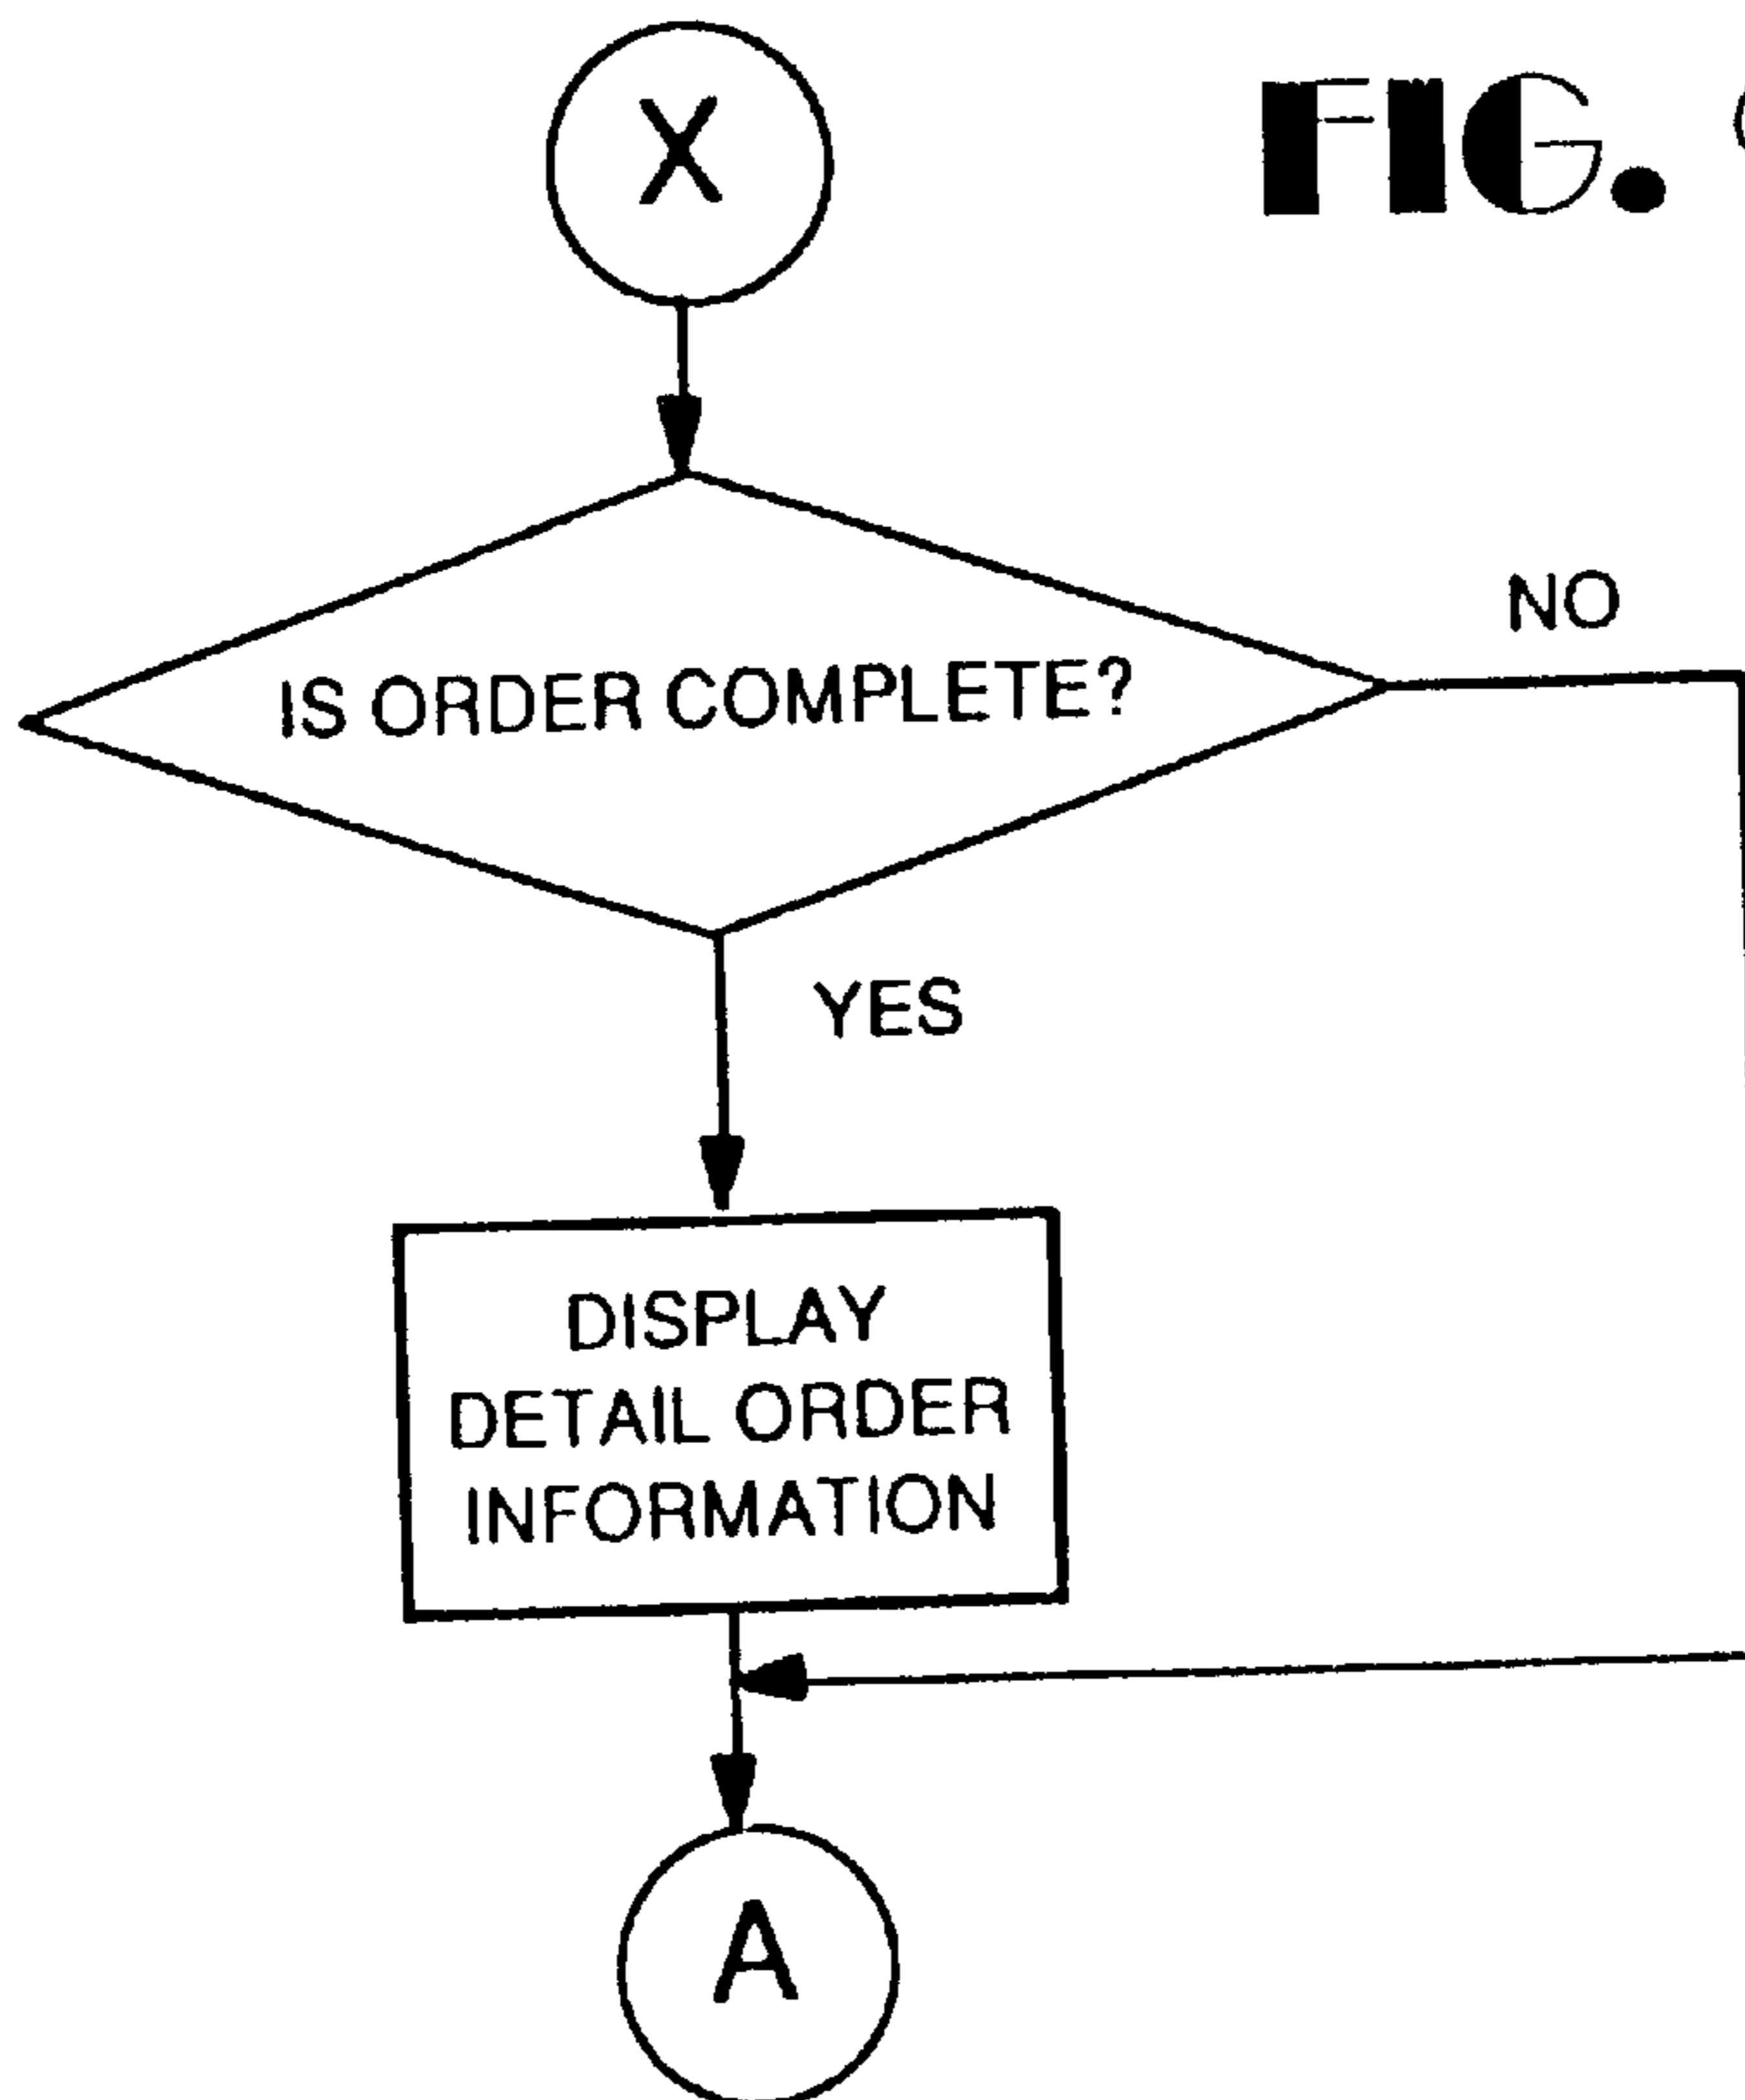 X
FIG.
NO
IS ORDER COMPLETE?
YES
DISPLAY
DETAIL ORDER
INFORMATION
A